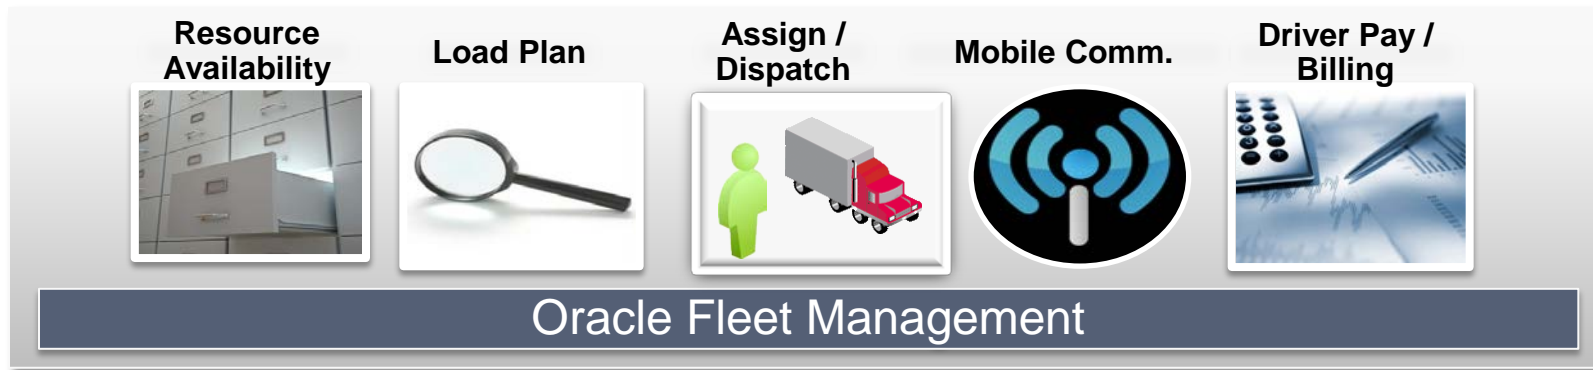 Resource
Availability
Load Plan
Assign /
Dispatch
Mobile Comm.
Driver Pay /
Billing
Oracle Fleet Management